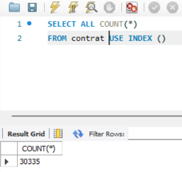 1 SELECT ALL COUNT(*)
2 FROM contrat USE INDEX ()
Result Grid Filter Rows:
COUNT(*)
30335